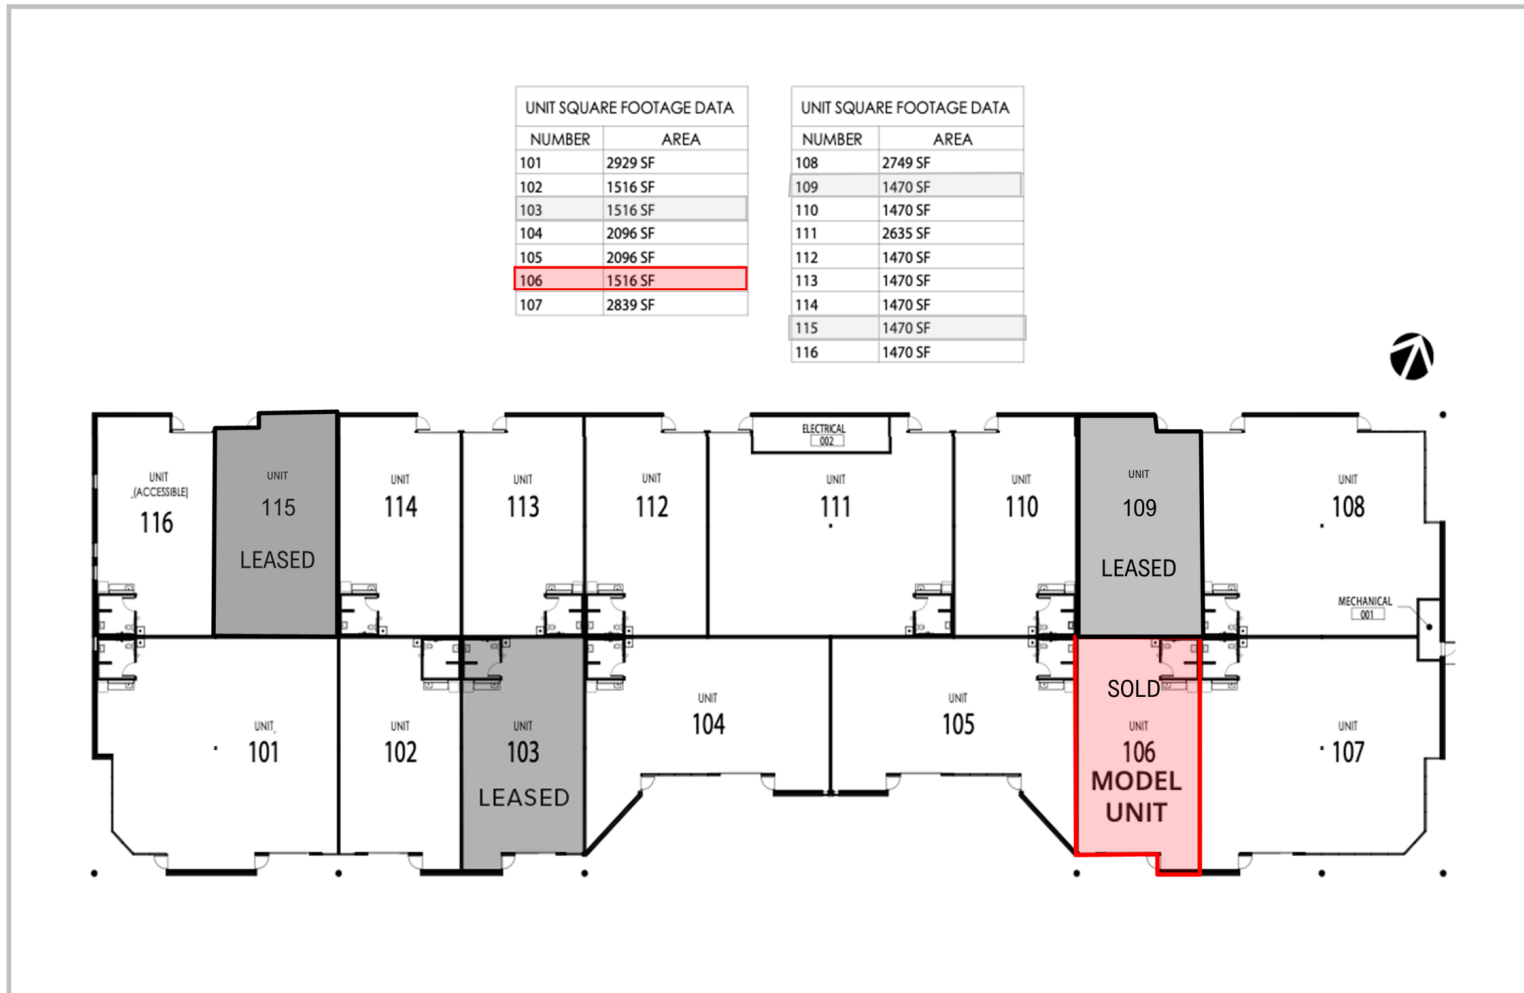 UNIT SQUARE FOOTAGE DATA
NUMBER AREA
101 2929 SF
102 1516 SF
103 1516 SF
104 2096 SF
105 2096 SF
106 1516 SF
107 2839 SF
UNIT SQUARE FOOTAGE DATA
NUMBER AREA
108 2749 SF
109 1470 SF
110 1470 SF
111 2635 SF
112 1470 SF
113 1470 SF
114 1470 SF
115 1470 SF
116 1470 SF
UNIT
(ACCESSIBLE)
116
UNIT
115
LEASED
UNIT
114
UNIT
113
UNIT
112
ELECTRICAL
002
UNIT
111
UNIT
110
UNIT
109
LEASED
UNIT
108
MECHANICAL
001
UNIT
101
UNIT
102
UNIT
103
LEASED
UNIT
104
UNIT
105
SOLD
UNIT
106
MODEL
UNIT
UNIT
107